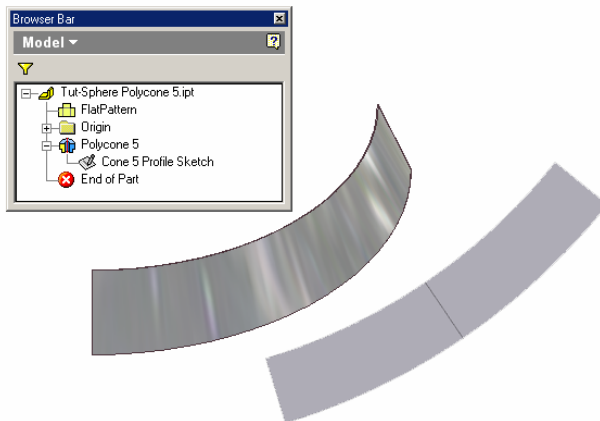 Browser Bar
Model
Tut-Sphere Polycone 5.ipt
FlatPattern
Origin
Polycone 5
Cone 5 Profile Sketch
End of Part